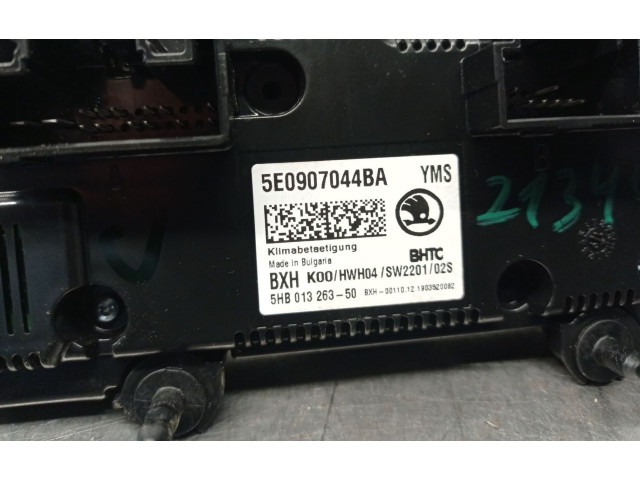 5E0907044BA YMS
Klimabetaetigung
Made in Bulgaria
BHTC
BXH K00/HWH04/SW2201/02S
5HB 013 263-50 BXH-00110.12 1903520082
A
B
2134